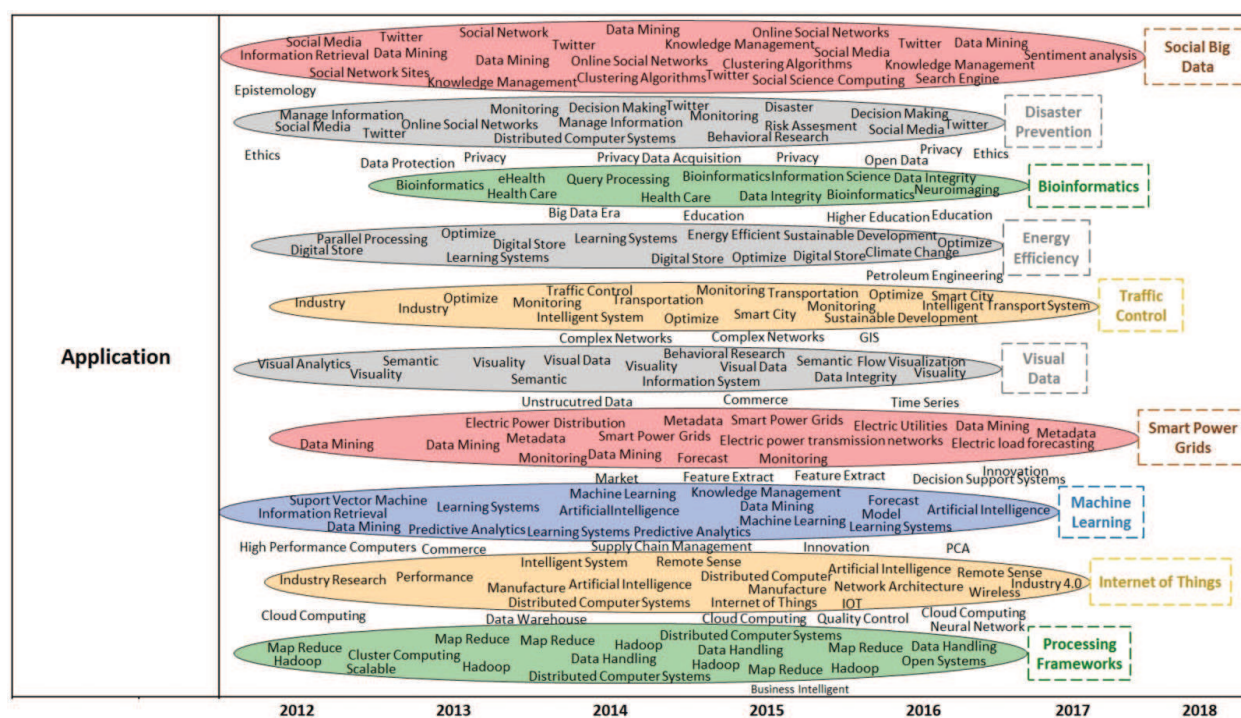 Application
Social Media Twitter Social Network Data Mining Online Social Networks
Information Retrieval Data Mining Twitter Knowledge Management Social Media Twitter Data Mining Sentiment analysis
Data Mining Online Social Networks Clustering Algorithms Knowledge Management
Social Network Sites Knowledge Management Clustering Algorithms Twitter Social Science Computing Search Engine
Social Big
Data
Epistemology
Manage Information Monitoring Decision Making Twitter Monitoring Disaster Decision Making
Social Media Twitter Online Social Networks Manage Information Risk Assesment Social Media Twitter
Distributed Computer Systems Behavioral Research
Disaster
Prevention
Ethics Data Protection Privacy Privacy Data Acquisition Privacy Open Data Privacy Ethics
Bioinformatics eHealth Query Processing Bioinformatics Information Science Data Integrity
Health Care Health Care Data Integrity Bioinformatics Neuroimaging
Bioinformatics
Big Data Era Education Higher Education Education
Parallel Processing Optimize Digital Store Learning Systems Energy Efficient Sustainable Development Optimize
Digital Store Learning Systems Digital Store Optimize Digital Store Climate Change
Energy
Efficiency
Petroleum Engineering
Industry Optimize Traffic Control Transportation Monitoring Transportation Optimize Smart City
Industry Monitoring Monitoring Intelligent Transport System
Intelligent System Optimize Smart City Sustainable Development
Traffic
Control
Complex Networks Complex Networks GIS
Visual Analytics Semantic Visuality Visual Data Behavioral Research Semantic Flow Visualization
Visuality Semantic Visuality Visual Data Visuality
Information System Data Integrity
Visual
Data
Unstrucutred Data Commerce Time Series
Electric Power Distribution Metadata Smart Power Grids Electric Utilities Data Mining Metadata
Data Mining Data Mining Metadata Smart Power Grids Electric power transmission networks Electric load forecasting
Monitoring Data Mining Forecast Monitoring
Smart Power
Grids
Market Feature Extract Feature Extract Innovation
Decision Support Systems
Suport Vector Machine Learning Systems Machine Learning Knowledge Management Forecast
Information Retrieval ArtificialIntelligence Data Mining Model Artificial Intelligence
Data Mining Predictive Analytics Learning Systems Predictive Analytics Machine Learning Learning Systems
Machine
Learning
High Performance Computers Commerce Supply Chain Management Innovation PCA
Industry Research Performance Intelligent System Remote Sense Distributed Computer Artificial Intelligence Remote Sense
Manufacture Artificial Intelligence Manufacture Network Architecture Wireless Industry 4.0
Distributed Computer Systems Internet of Things IOT
Internet of Things
Cloud Computing Data Warehouse Cloud Computing Quality Control Cloud Computing
Neural Network
Map Reduce Map Reduce Map Reduce Hadoop Distributed Computer Systems Map Reduce Data Handling
Hadoop Cluster Computing Data Handling Data Handling Open Systems
Scalable Hadoop Distributed Computer Systems Hadoop Map Reduce Hadoop
Processing
Frameworks
Business Intelligent
2012 2013 2014 2015 2016 2017 2018